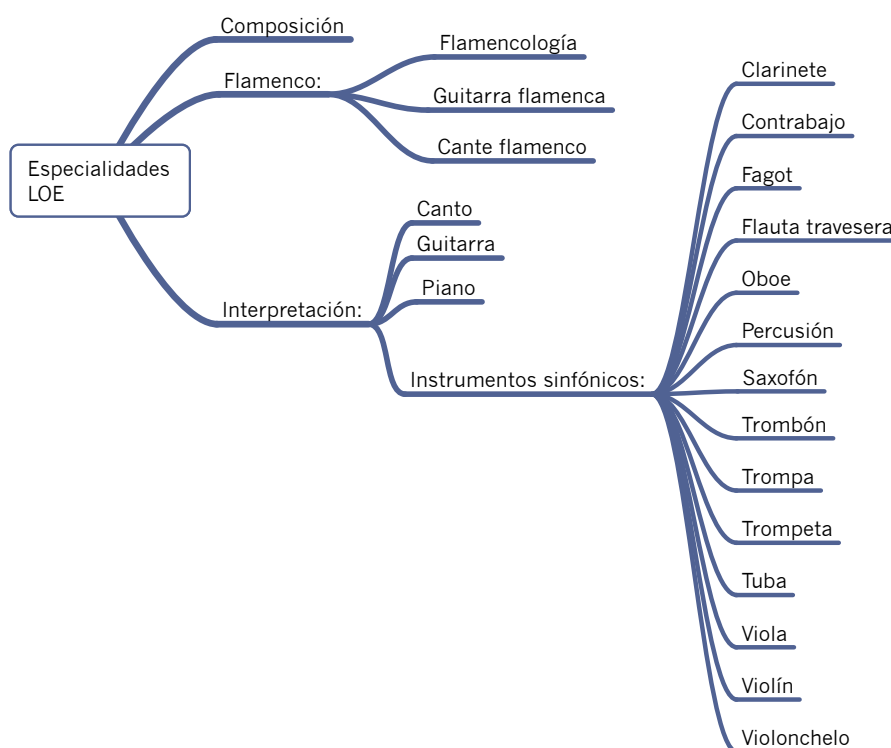 Especialidades
LOE
Composición
Flamenco:
Flamencología
Guitarra flamenca
Cante flamenco
Interpretación:
Canto
Guitarra
Piano
Instrumentos sinfónicos:
Clarinete
Contrabajo
Fagot
Flauta travesera
Oboe
Percusión
Saxofón
Trombón
Trompa
Trompeta
Tuba
Viola
Violín
Violonchelo